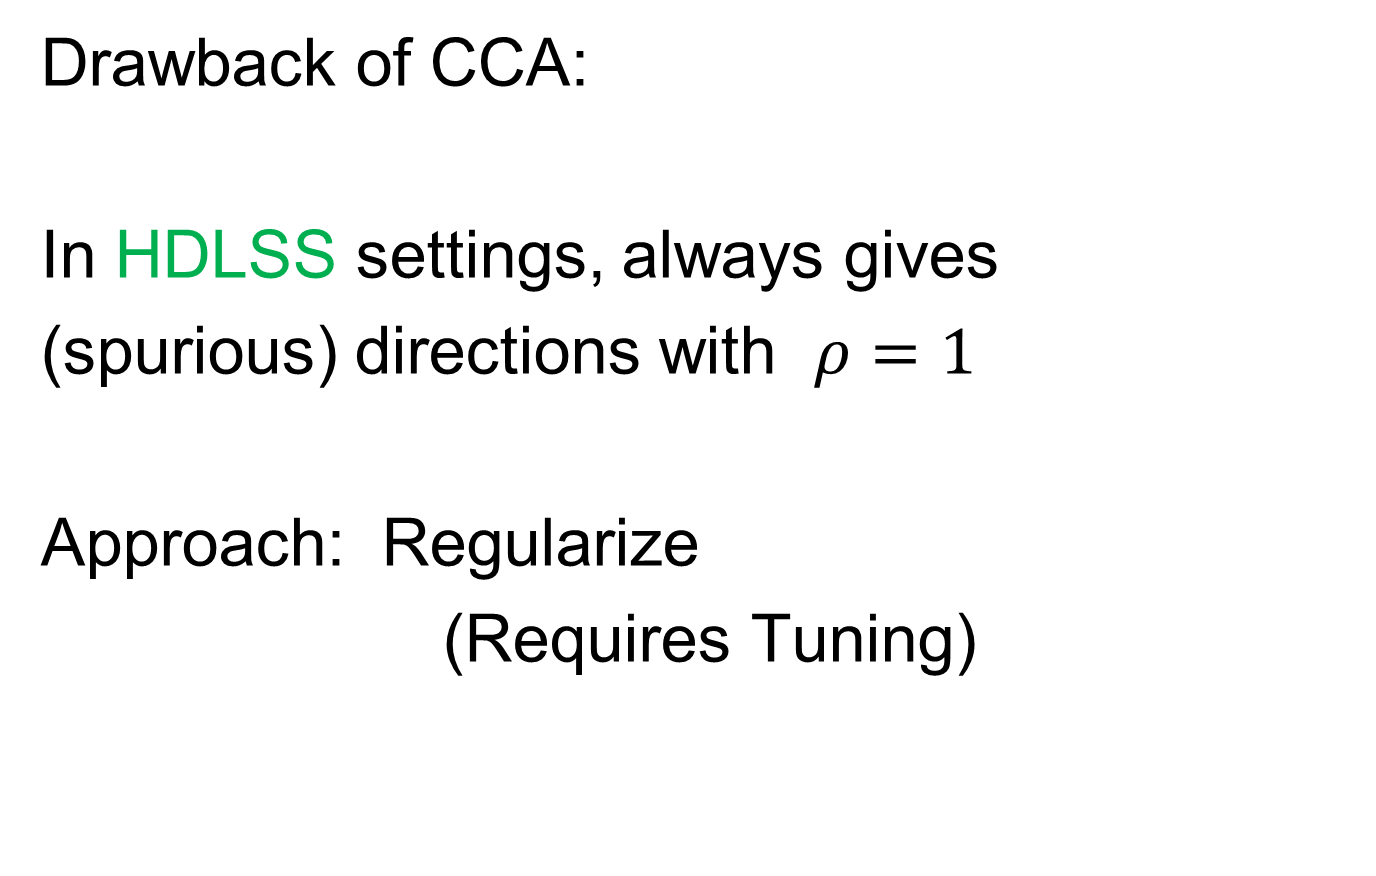 Drawback of CCA:
In HDLSS settings, always gives
(spurious) directions with ρ = 1
Approach: Regularize
(Requires Tuning)